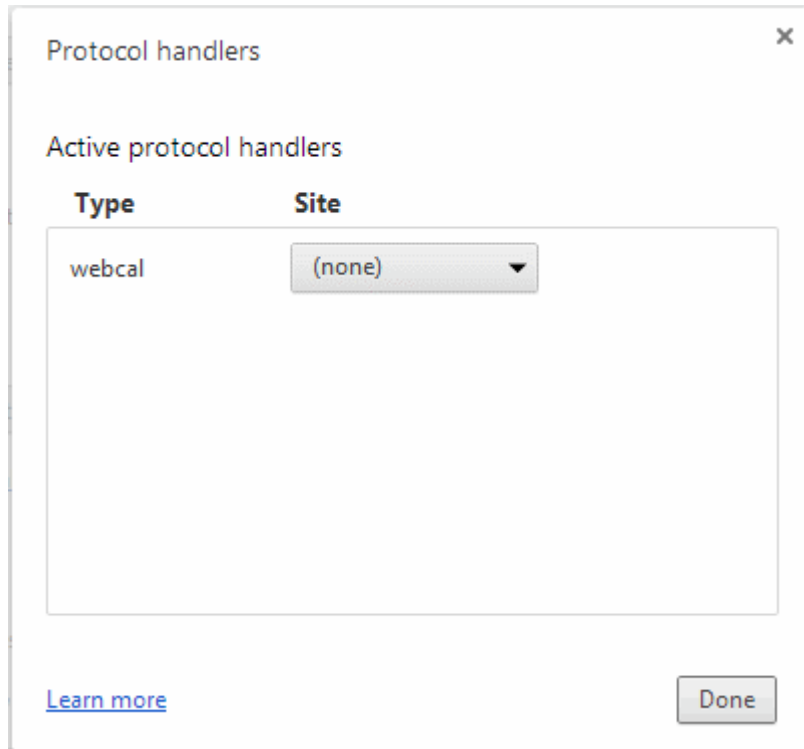 Protocol handlers
Active protocol handlers
Type Site
webcal (none)
Learn more Done